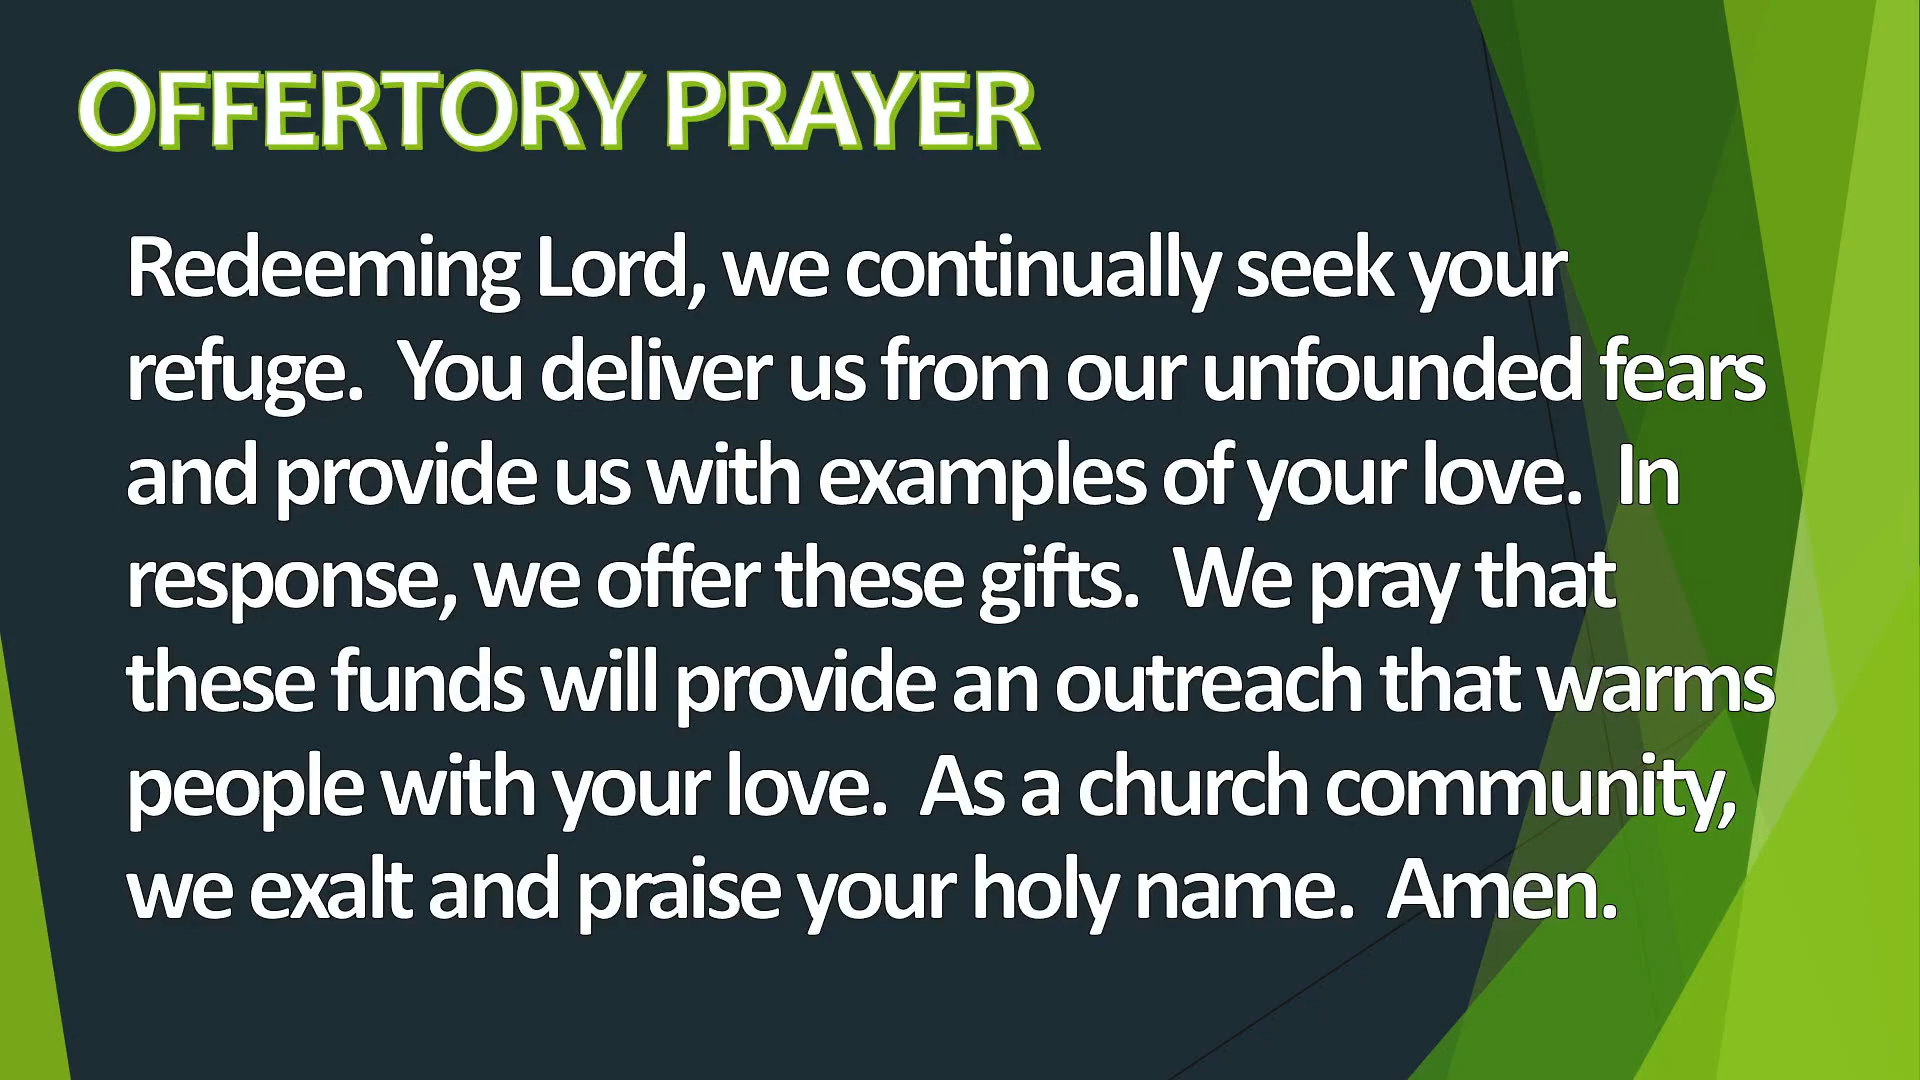 OFFERTORY PRAYER
Redeeming Lord, we continually seek your
refuge.  You deliver us from our unfounded fears
and provide us with examples of your love.  In
response, we offer these gifts.  We pray that
these funds will provide an outreach that warms
people with your love.  As a church community,
we exalt and praise your holy name.  Amen.